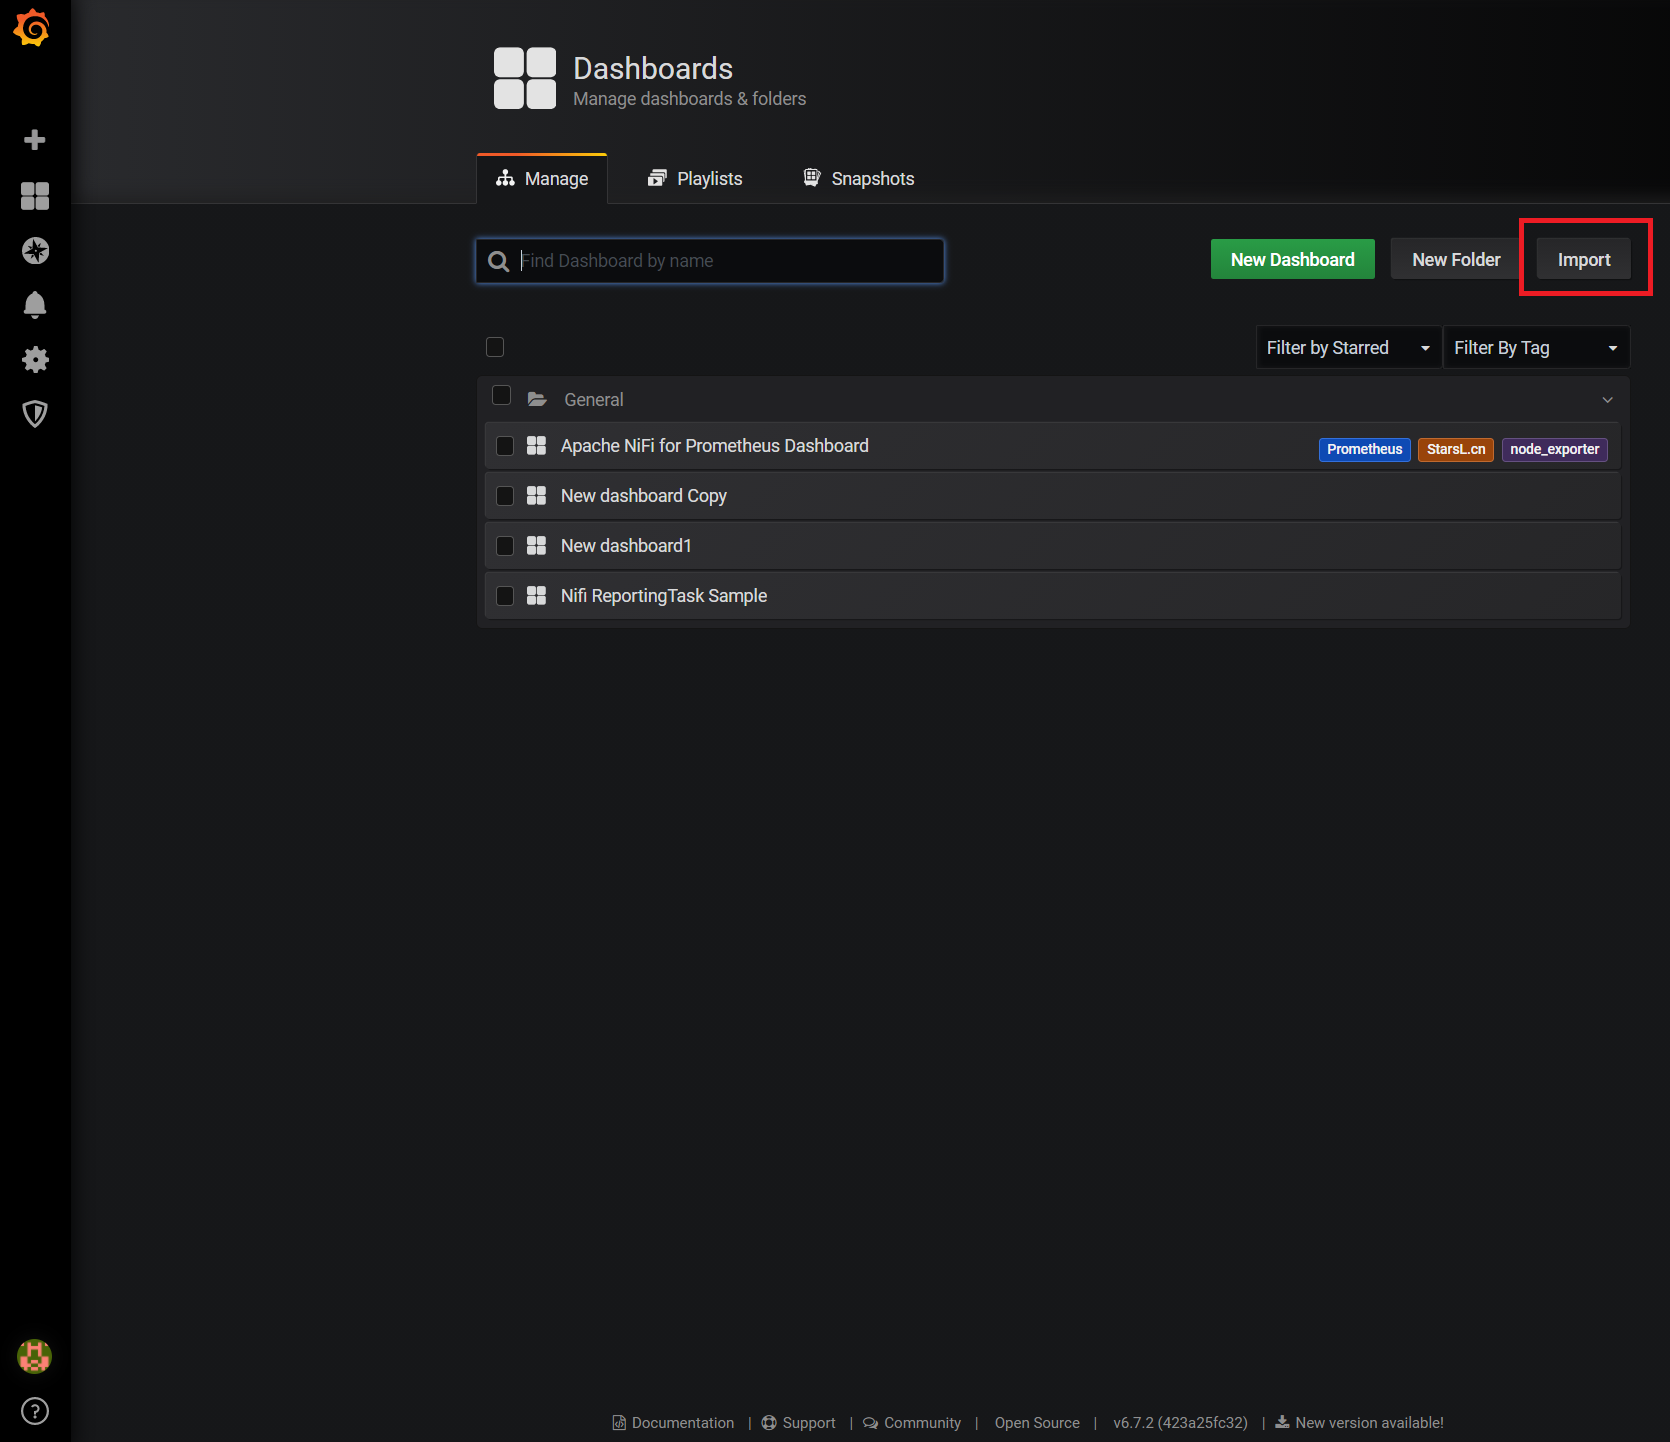 Dashboards
Manage dashboards & folders
Manage Playlists Snapshots
Find Dashboard by name New Dashboard New Folder Import
Filter by Starred Filter By Tag
General
Apache NiFi for Prometheus Dashboard Prometheus StarsL.cn node_exporter
New dashboard Copy
New dashboard1
Nifi ReportingTask Sample
Documentation | Support | Community | Open Source | v6.7.2 (423a25fc32) | New version available!